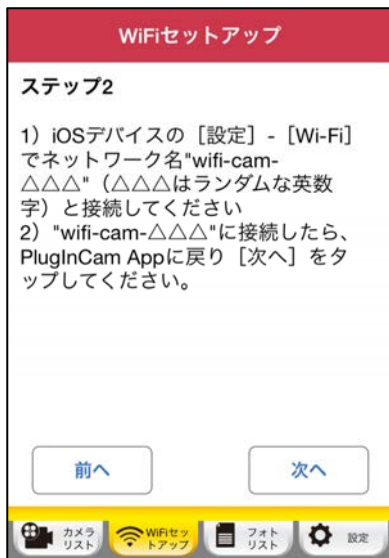 WiFiセットアップ
ステップ2
1）iOSデバイスの［設定］-［Wi-Fi］
でネットワーク名"wifi-cam-
△△△"（△△△はランダムな英数
字）と接続してください
2）"wifi-cam-△△△"に接続したら、
PlugInCam Appに戻り［次へ］をタ
ップしてください。
前へ 次へ
カメラ
リスト
WiFiセッ
トアップ
フォト
リスト
設定